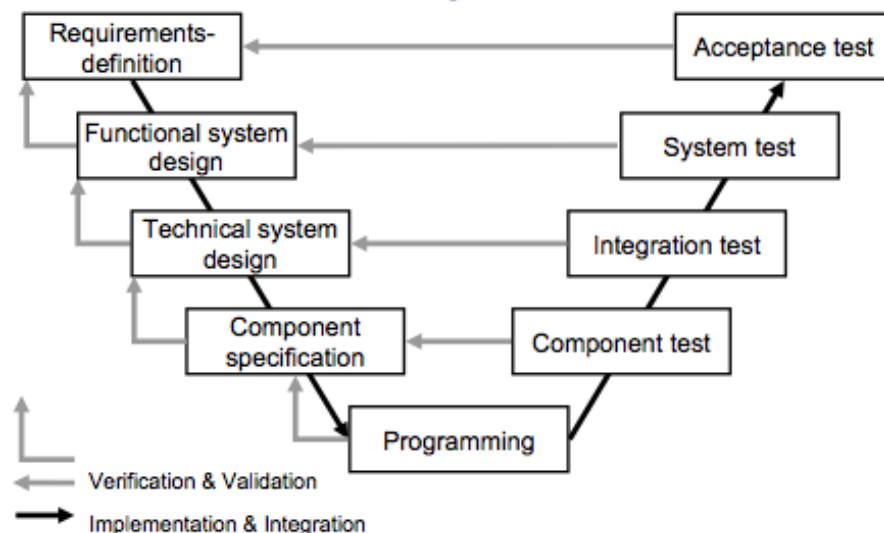 Requirements-
definition
Acceptance test
Functional system
design
System test
Technical system
design
Integration test
Component
specification
Component test
Programming
Verification & Validation
Implementation & Integration